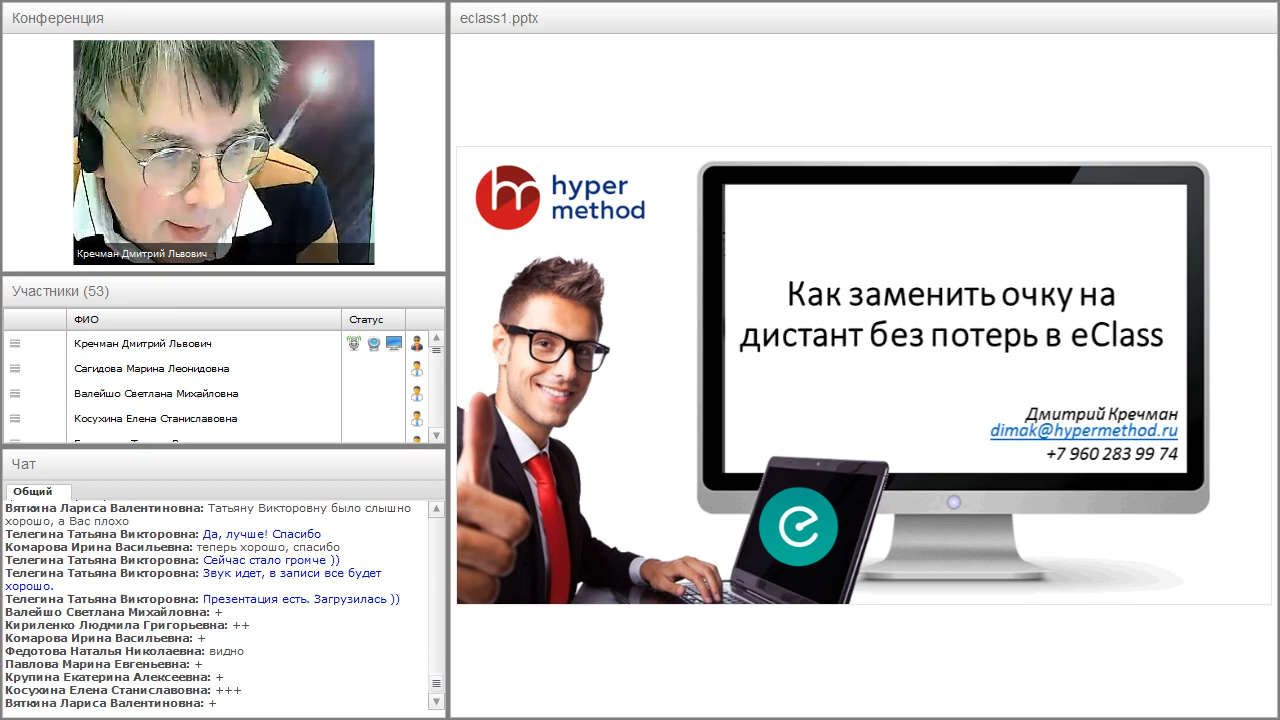 Конференция
Кречман Дмитрий Львович
Участники (53)
ФИО
Статус
Кречман Дмитрий Львович
Сагидова Марина Леонидовна
Валейшо Светлана Михайловна
Косухина Елена Станиславовна
Чат
Общий
Вяткина Лариса Валентиновна: Татьяну Викторовну было слышно
хорошо, а Вас плохо
Телегина Татьяна Викторовна: Да, лучше! Спасибо
Комарова Ирина Васильевна: теперь хорошо, спасибо
Телегина Татьяна Викторовна: Сейчас стало громче ))
Телегина Татьяна Викторовна: Звук идет, в записи все будет
хорошо.
Телегина Татьяна Викторовна: Презентация есть. Загрузилась ))
Валейшо Светлана Михайловна: +
Кириленко Людмила Григорьевна: ++
Комарова Ирина Васильевна: +
Федотова Наталья Николаевна: видно
Павлова Марина Евгеньевна: +
Крупина Екатерина Алексеевна: +
Косухина Елена Станиславовна: +++
Вяткина Лариса Валентиновна: +
eclass1.pptx
hyper
method
Как заменить очку на
дистант без потерь в eClass
Дмитрий Кречман
dimak@hypermethod.ru
+7 960 283 99 74